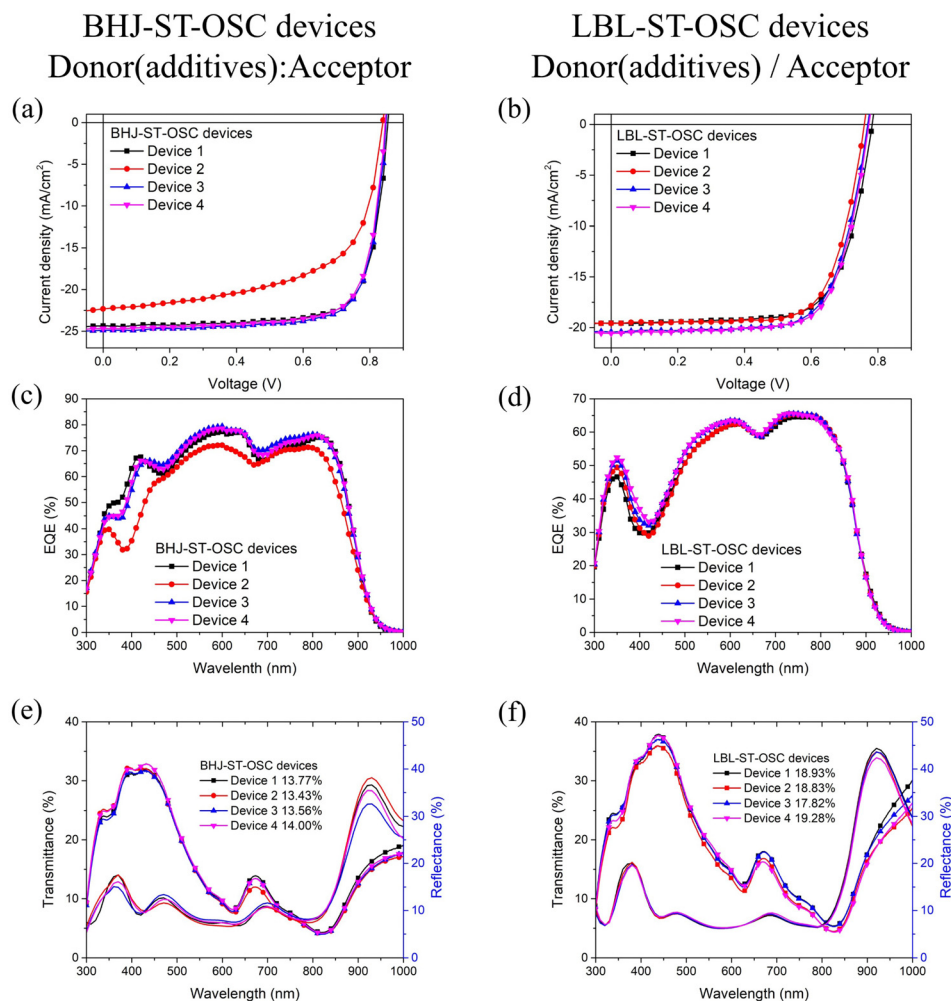 BHJ-ST-OSC devices
Donor(additives):Acceptor
LBL-ST-OSC devices
Donor(additives) / Acceptor
(a)
0
-5
-10
-15
-20
-25
Current density (mA/cm²)
BHJ-ST-OSC devices
Device 1
Device 2
Device 3
Device 4
0.0 0.2 0.4 0.6 0.8
Voltage (V)
(b)
0
-5
-10
-15
-20
Current density (mA/cm²)
LBL-ST-OSC devices
Device 1
Device 2
Device 3
Device 4
0.0 0.2 0.4 0.6 0.8
Voltage (V)
(c)
90
80
70
60
50
40
30
20
10
0
EQE (%)
BHJ-ST-OSC devices
Device 1
Device 2
Device 3
Device 4
300 400 500 600 700 800 900 1000
Wavelenth (nm)
(d)
70
60
50
40
30
20
10
0
EQE (%)
LBL-ST-OSC devices
Device 1
Device 2
Device 3
Device 4
300 400 500 600 700 800 900 1000
Wavelength (nm)
(e)
40
30
20
10
0
Transmittance (%)
BHJ-ST-OSC devices
Device 1 13.77%
Device 2 13.43%
Device 3 13.56%
Device 4 14.00%
50
40
30
20
10
0
Reflectance (%)
300 400 500 600 700 800 900 1000
Wavelength (nm)
(f)
40
30
20
10
0
Transmittance (%)
LBL-ST-OSC devices
Device 1 18.93%
Device 2 18.83%
Device 3 17.82%
Device 4 19.28%
50
40
30
20
10
0
Reflectance (%)
300 400 500 600 700 800 900 1000
Wavelength (nm)